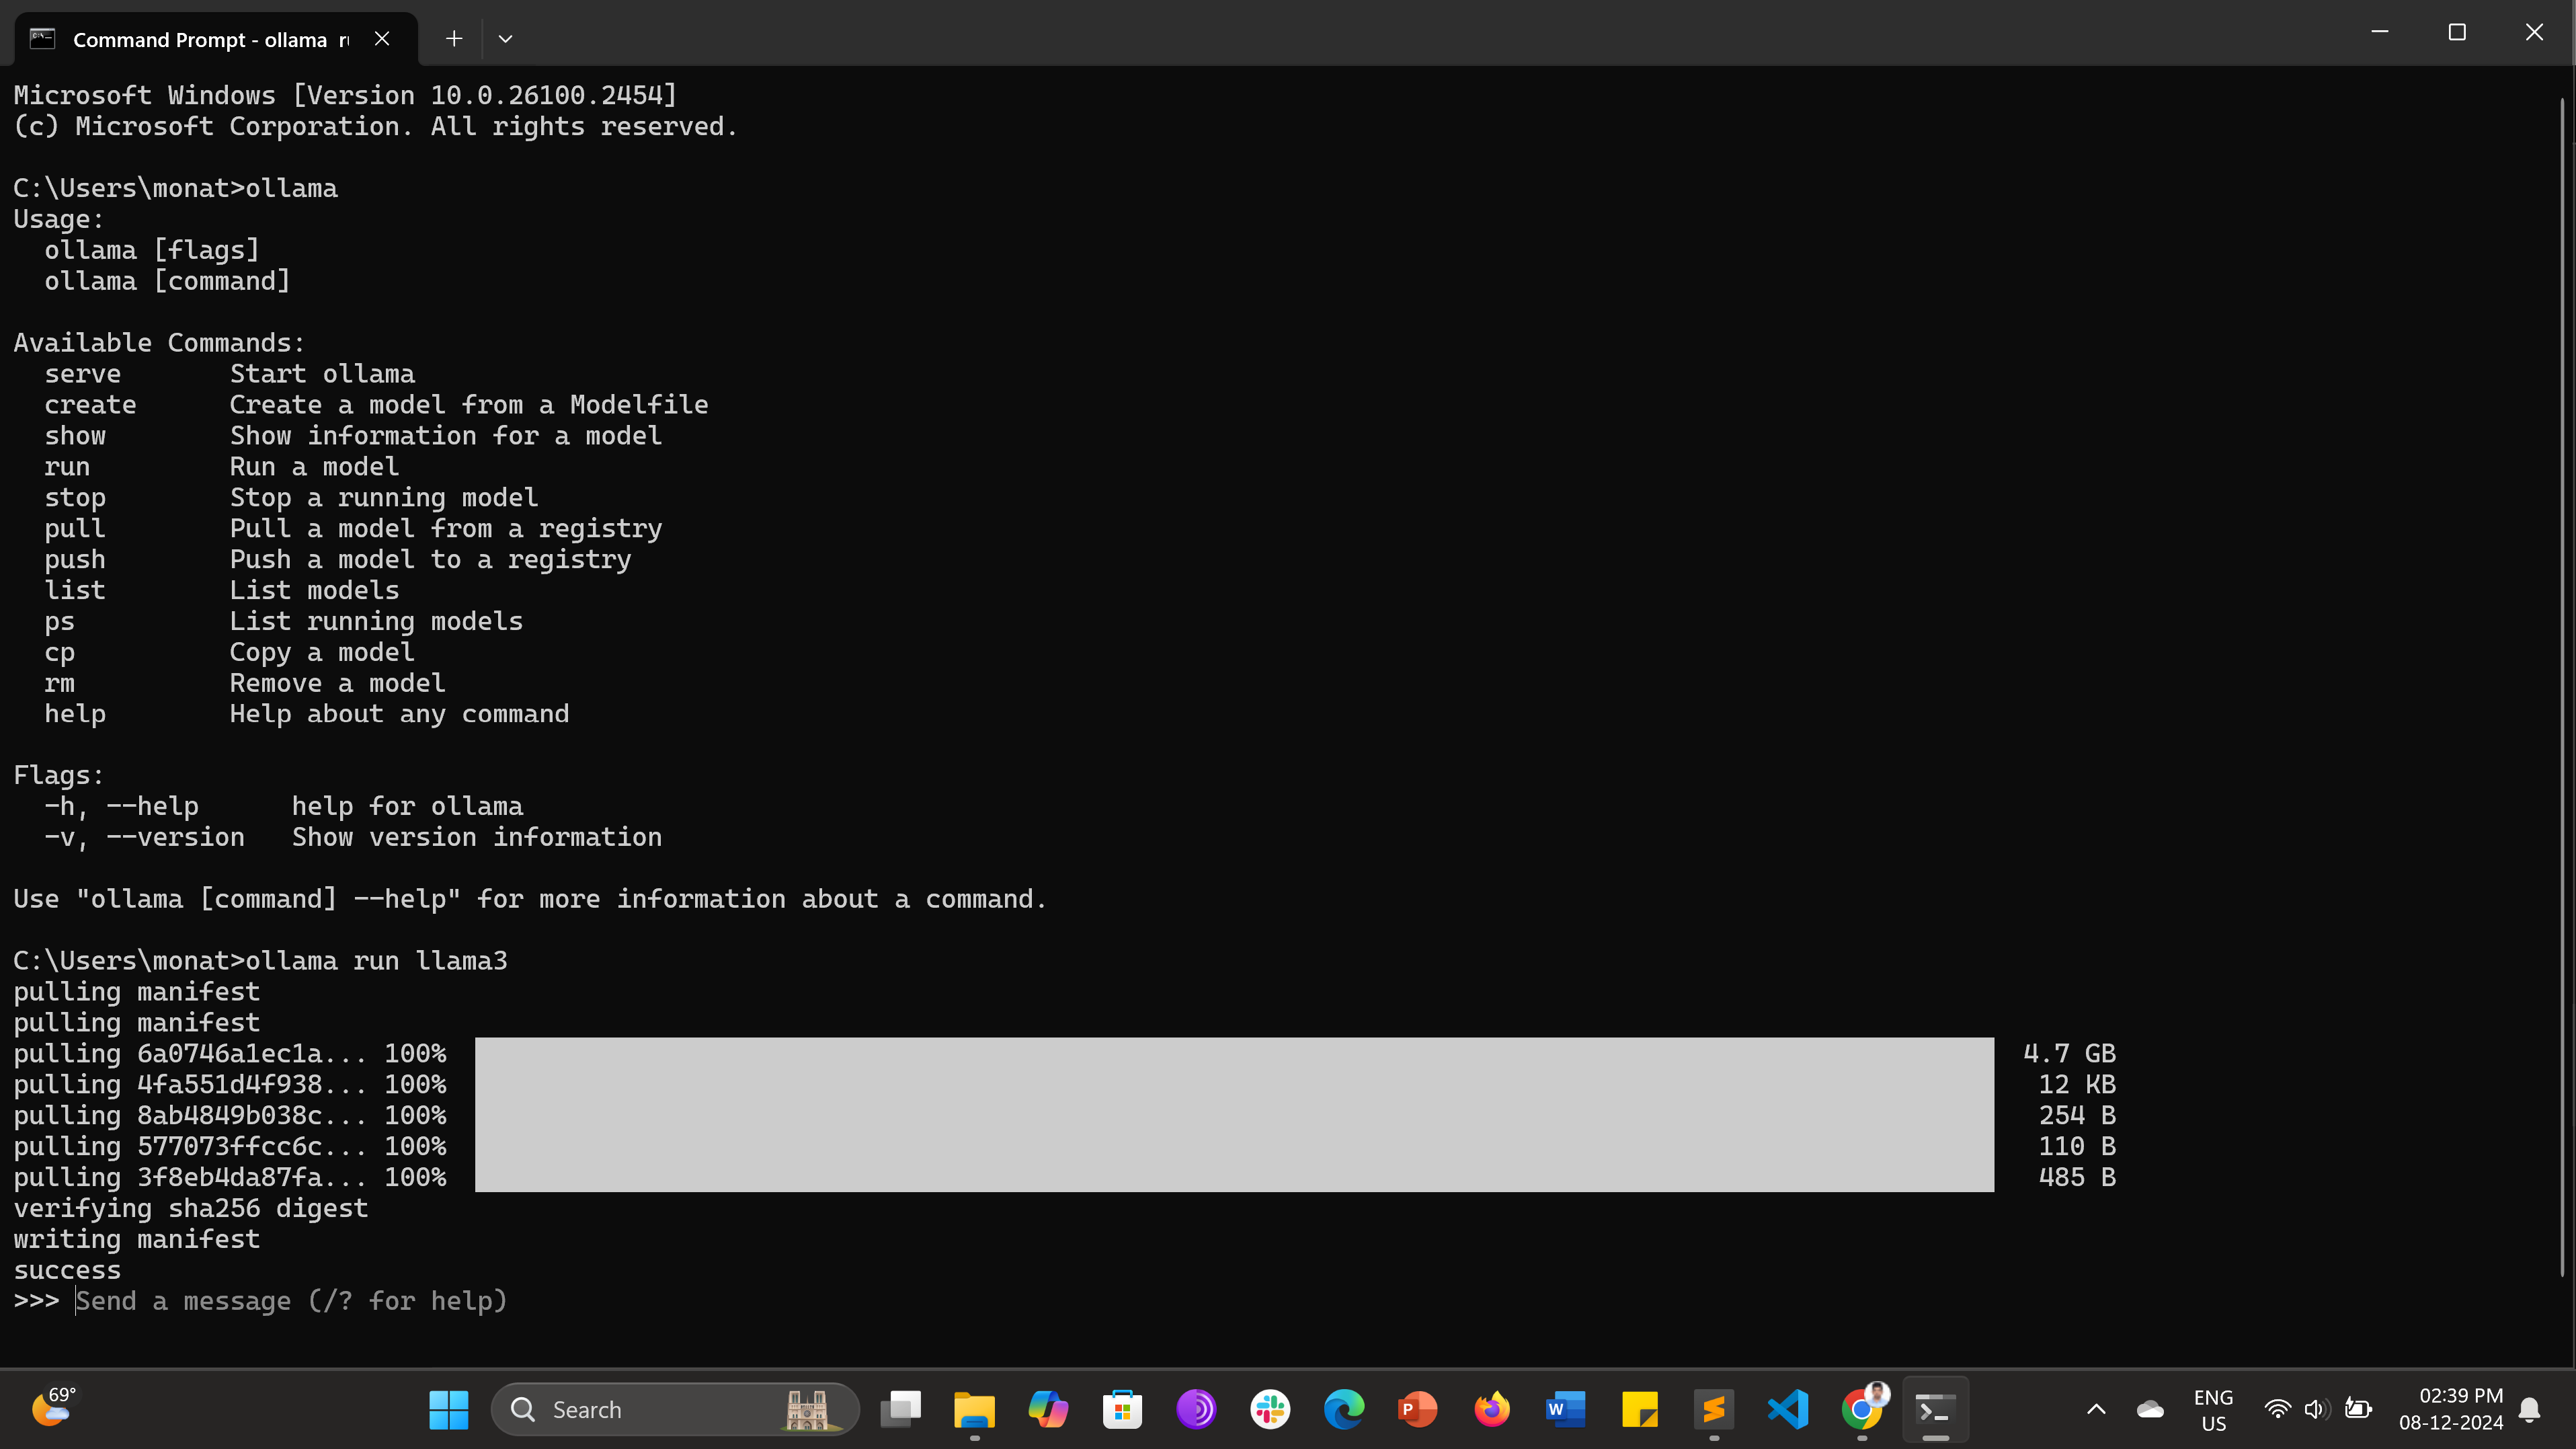 Command Prompt - ollama ru
Microsoft Windows [Version 10.0.26100.2454]
(c) Microsoft Corporation. All rights reserved.
C:\Users\monat>ollama
Usage:
  ollama [flags]
  ollama [command]
Available Commands:
  serve       Start ollama
  create      Create a model from a Modelfile
  show        Show information for a model
  run         Run a model
  stop        Stop a running model
  pull        Pull a model from a registry
  push        Push a model to a registry
  list        List models
  ps          List running models
  cp          Copy a model
  rm          Remove a model
  help        Help about any command
Flags:
  -h, --help      help for ollama
  -v, --version   Show version information
Use "ollama [command] --help" for more information about a command.
C:\Users\monat>ollama run llama3
pulling manifest
pulling manifest
pulling 6a0746a1ec1a... 100% 4.7 GB
pulling 4fa551d4f938... 100% 12 KB
pulling 8ab4849b038c... 100% 254 B
pulling 577073ffcc6c... 100% 110 B
pulling 3f8eb4da87fa... 100% 485 B
verifying sha256 digest
writing manifest
success
>>> Send a message (/? for help)
69°
Search
ENG
US
02:39 PM
08-12-2024